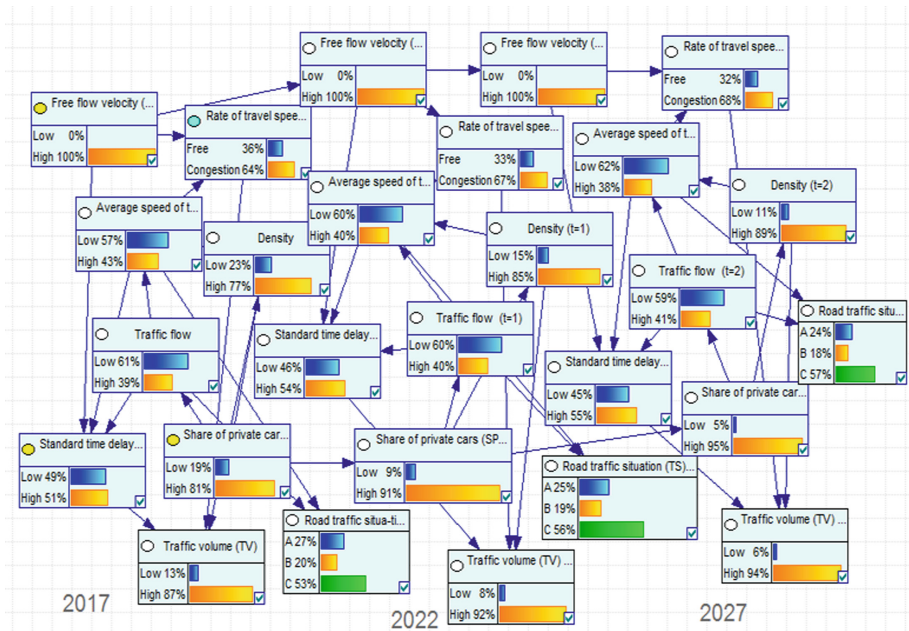 Free flow velocity (...
Low 0%
High 100%
Free flow velocity (...
Low 0%
High 100%
Rate of travel spee...
Free 32%
Congestion 68%
Free flow velocity (...
Low 0%
High 100%
Rate of travel spee...
Free 36%
Congestion 64%
Rate of travel spee...
Free 33%
Congestion 67%
Average speed of t...
Low 62%
High 38%
Average speed of t...
Low 60%
High 40%
Density (t=2)
Low 11%
High 89%
Average speed of t...
Low 57%
High 43%
Density
Low 23%
High 77%
Density (t=1)
Low 15%
High 85%
Traffic flow (t=2)
Low 59%
High 41%
Traffic flow
Low 61%
High 39%
Standard time delay...
Low 46%
High 54%
Traffic flow (t=1)
Low 60%
High 40%
Road traffic situ...
A 24%
B 18%
C 57%
Standard time delay...
Low 45%
High 55%
Share of private car...
Low 5%
High 95%
Standard time delay...
Low 49%
High 51%
Share of private car...
Low 19%
High 81%
Share of private cars (SP...
Low 9%
High 91%
Road traffic situation (TS)...
A 25%
B 19%
C 56%
Traffic volume (TV)
Low 13%
High 87%
Road traffic situa-ti...
A 27%
B 20%
C 53%
Traffic volume (TV) ...
Low 8%
High 92%
Traffic volume (TV) ...
Low 6%
High 94%
2017
2022
2027